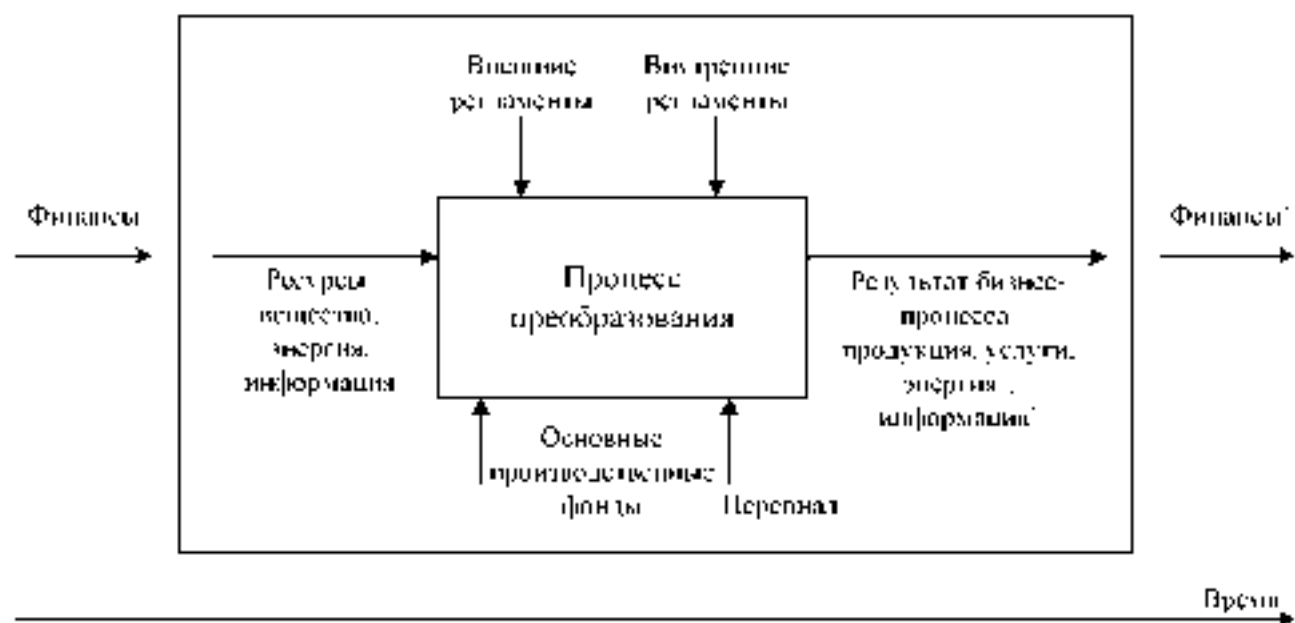 Внешние
регламенты
Внутренние
регламенты
Финансы
Ресурсы
вещество,
энергия,
информация
Процесс
преобразования
Результат бизнес-
процесса
продукция, услуги,
энергия',
информация'
Финансы'
Основные
производственные
фонды
Персонал
Время